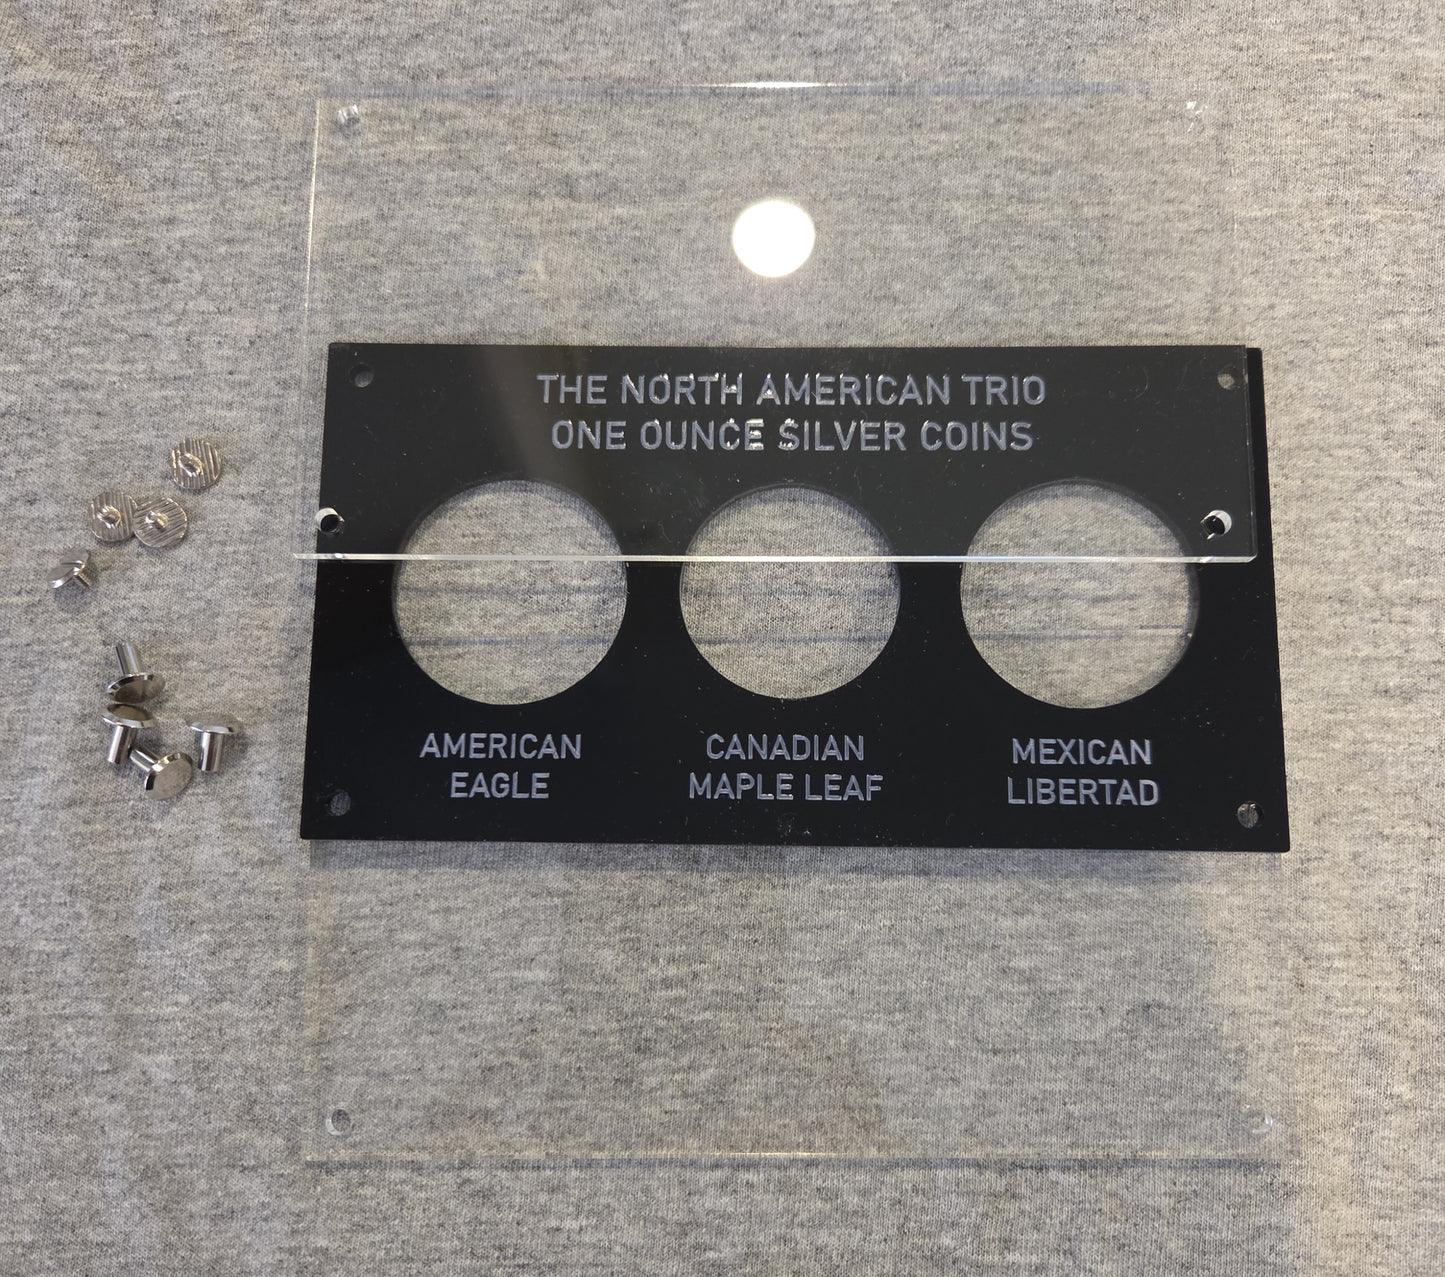 THE NORTH AMERICAN TRIO
ONE OUNCE SILVER COINS
AMERICAN
EAGLE
CANADIAN
MAPLE LEAF
MEXICAN
LIBERTAD